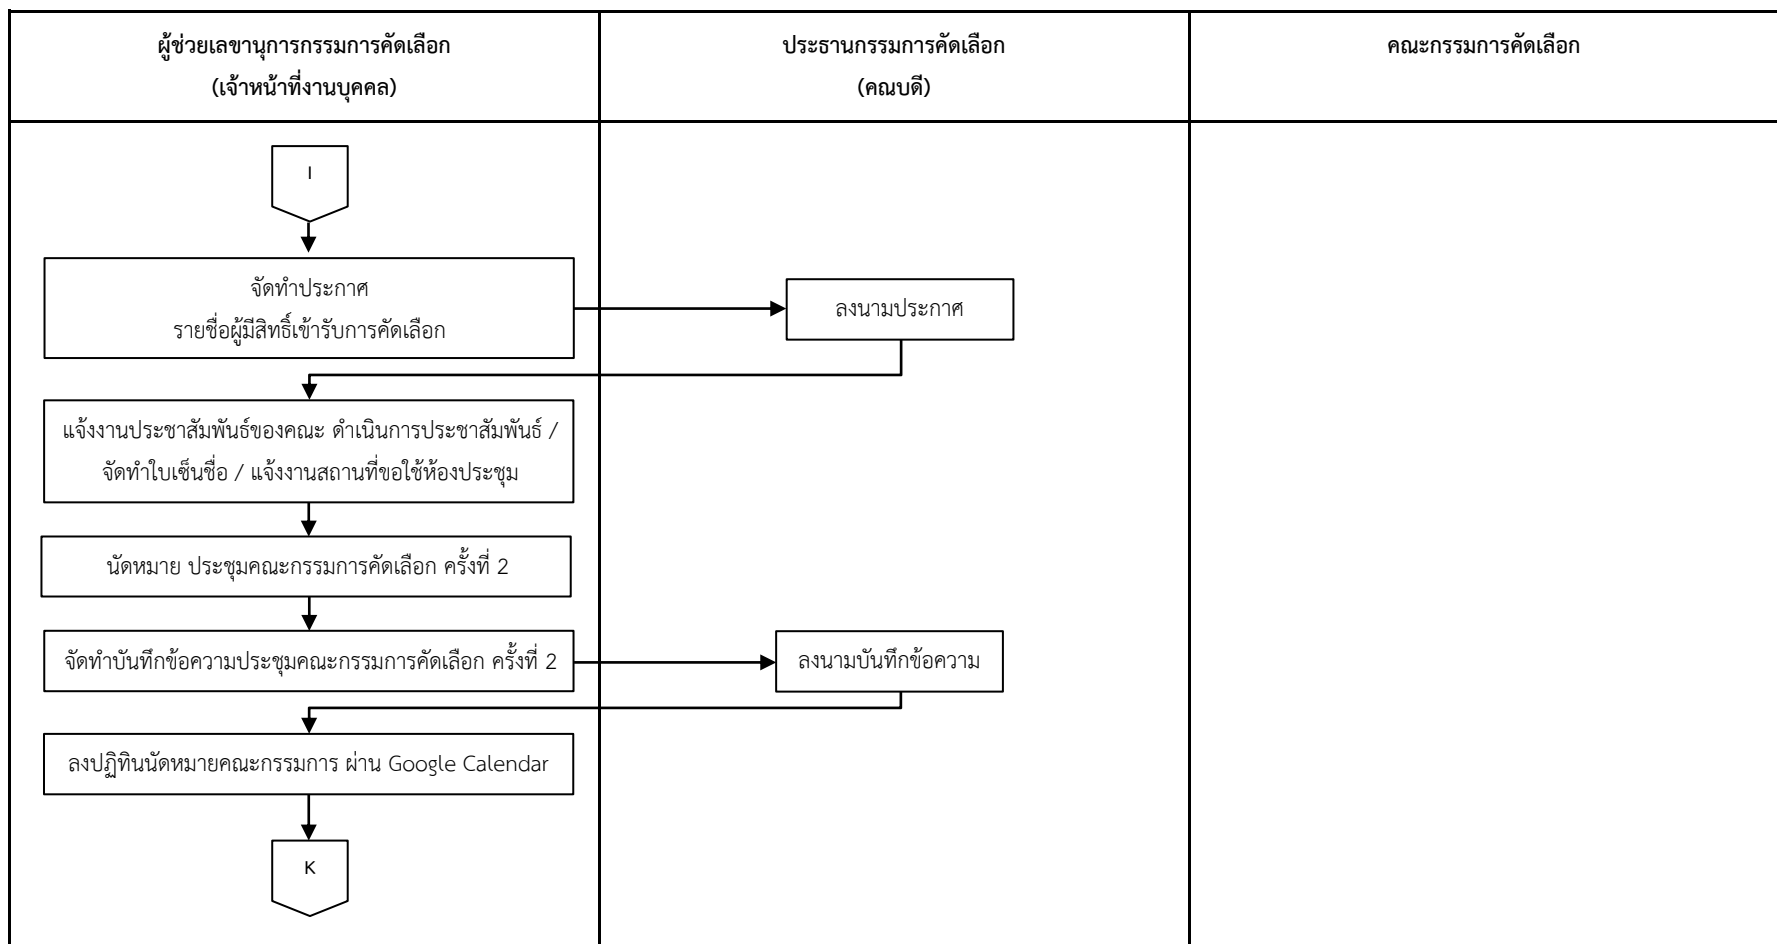 ผู้ช่วยเลขานุการกรรมการคัดเลือก
(เจ้าหน้าที่งานบุคคล)
ประธานกรรมการคัดเลือก
(คณบดี)
คณะกรรมการคัดเลือก
I
จัดทำประกาศ
รายชื่อผู้มีสิทธิ์เข้ารับการคัดเลือก
ลงนามประกาศ
แจ้งงานประชาสัมพันธ์ของคณะ ดำเนินการประชาสัมพันธ์ /
จัดทำใบเซ็นชื่อ / แจ้งงานสถานที่ขอใช้ห้องประชุม
นัดหมาย ประชุมคณะกรรมการคัดเลือก ครั้งที่ 2
จัดทำบันทึกข้อความประชุมคณะกรรมการคัดเลือก ครั้งที่ 2
ลงนามบันทึกข้อความ
ลงปฏิทินนัดหมายคณะกรรมการ ผ่าน Google Calendar
K